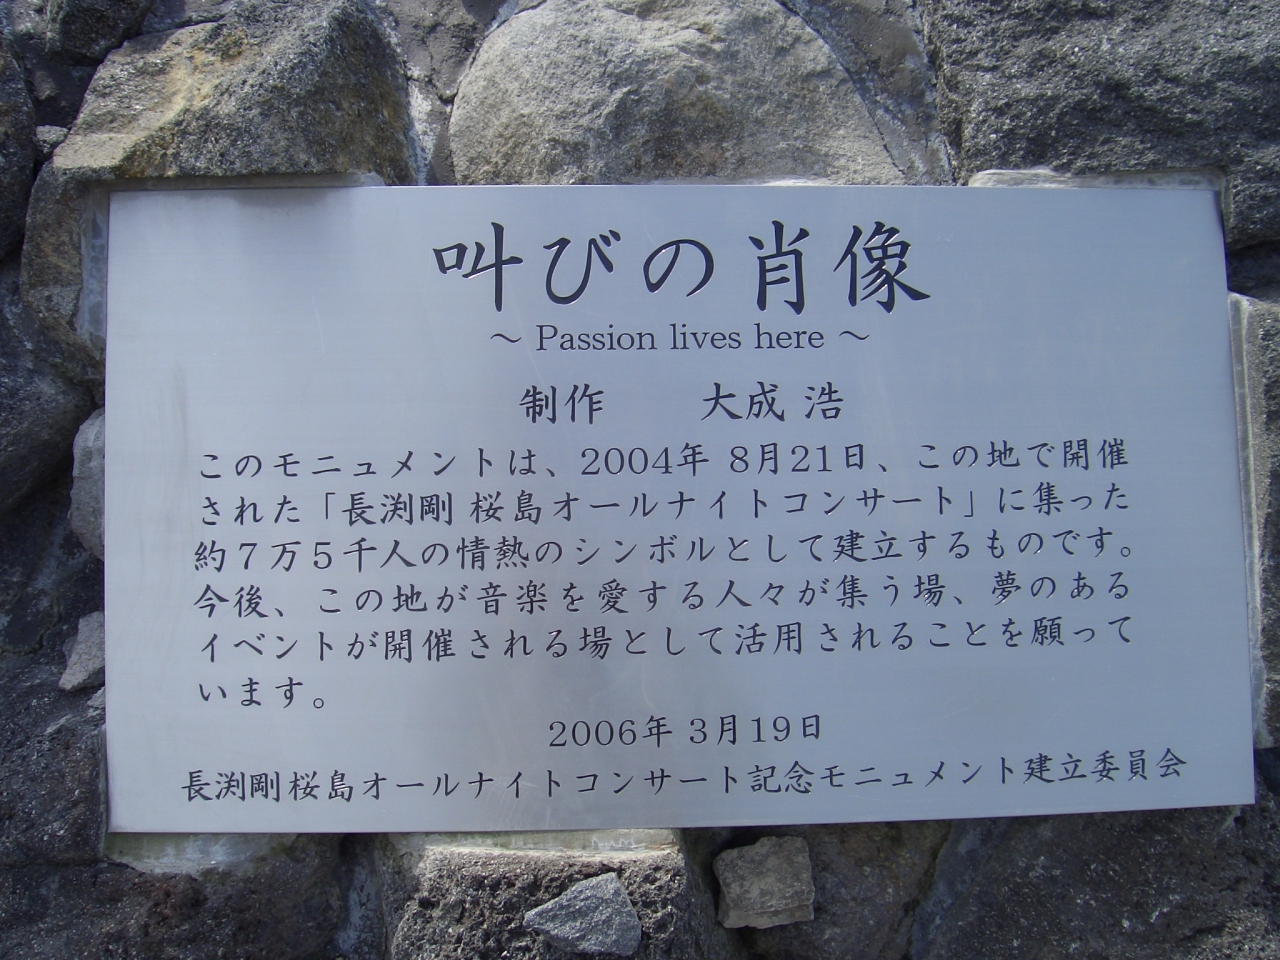 叫びの肖像
～ Passion lives here ～
制作　　大成 浩
このモニュメントは、2004年 8月21日、この地で開催
された「長渕剛 桜島オールナイトコンサート」に集った
約７万５千人の情熱のシンボルとして建立するものです。
今後、この地が音楽を愛する人々が集う場、夢のある
イベントが開催される場として活用されることを願って
います。
2006年 3月19日
長渕剛 桜島オールナイトコンサート記念モニュメント建立委員会